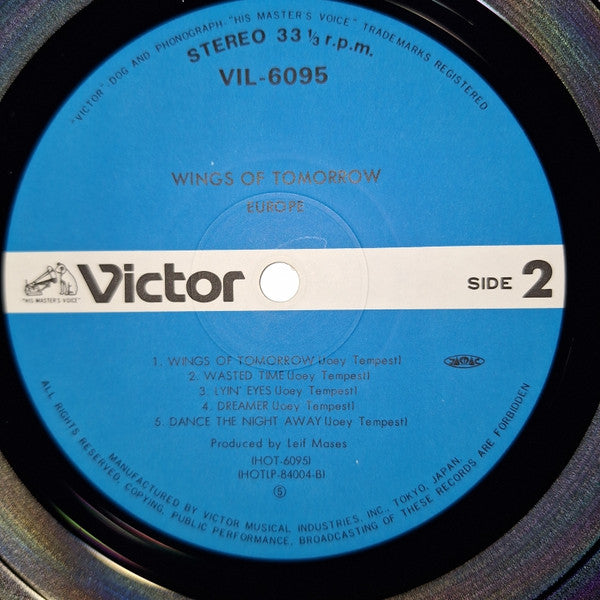 "VICTOR" DOG AND PHONOGRAPH-"HIS MASTER'S VOICE" TRADEMARKS REGISTERED
STEREO 33 ⅓ r.p.m.
VIL-6095
WINGS OF TOMORROW
EUROPE
"HIS MASTER'S VOICE"
Victor
SIDE 2
1. WINGS OF TOMORROW (Joey Tempest)
2. WASTED TIME (Joey Tempest)
3. LYIN' EYES (Joey Tempest)
4. DREAMER (Joey Tempest)
5. DANCE THE NIGHT AWAY (Joey Tempest)
JASRAC
Produced by Leif Mases
(HOT-6095)
(HOTLP-84004-B)
Ⓢ
MANUFACTURED BY VICTOR MUSICAL INDUSTRIES, INC., TOKYO, JAPAN.
ALL RIGHTS RESERVED, COPYING, PUBLIC PERFORMANCE, BROADCASTING OF THESE RECORDS ARE FORBIDDEN